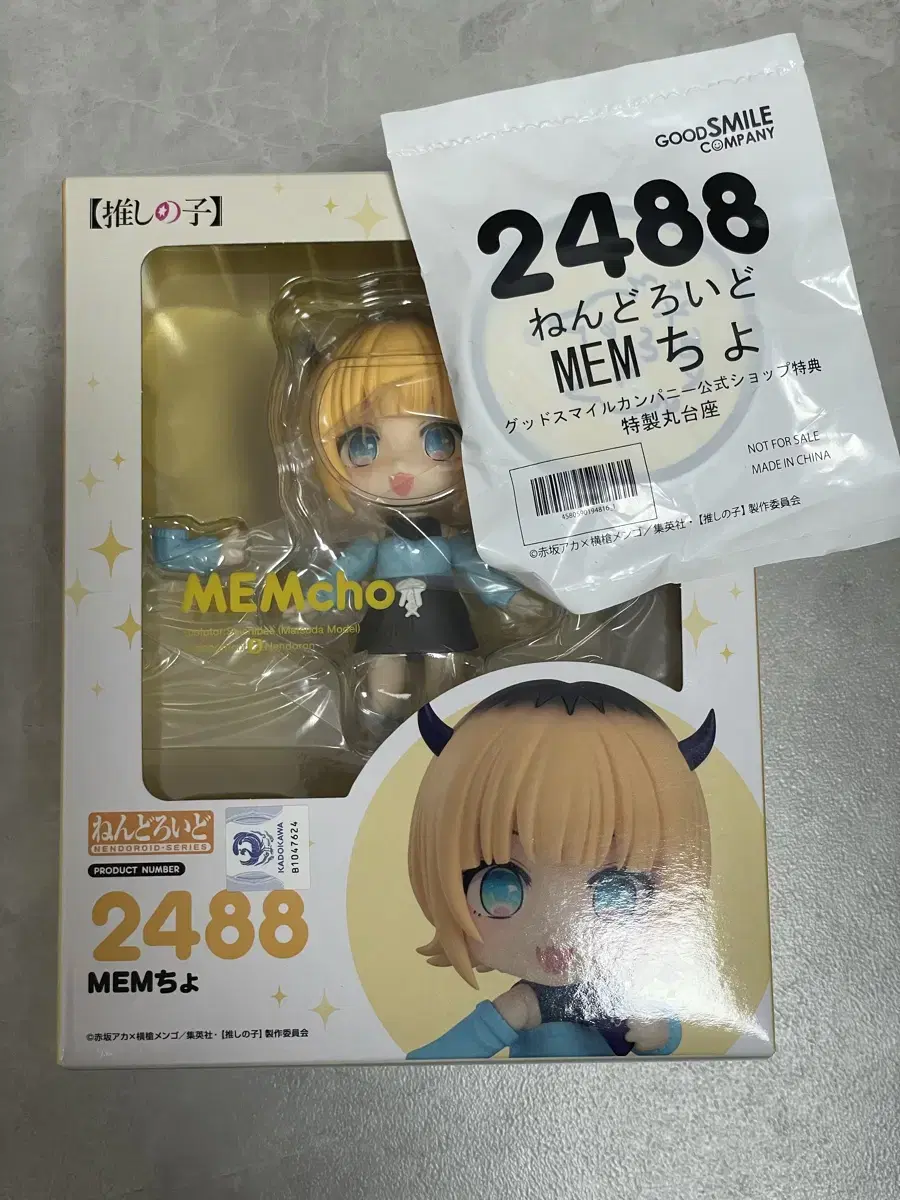 【推しの子】
GOODSMILE
COMPANY
2488
ねんどろいど
MEMちょ
グッドスマイルカンパニー公式ショップ特典
特製丸台座
NOT FOR SALE
MADE IN CHINA
4580590194816 1
©赤坂アカ×横槍メンゴ/集英社・【推しの子】製作委員会
MEMcho
(Matsuda Model)
Nendoron
ねんどろいど
NENDOROID-SERIES
KADOKAWA
B1047624
PRODUCT NUMBER
2488
MEMちょ
©赤坂アカ×横槍メンゴ/集英社・【推しの子】製作委員会